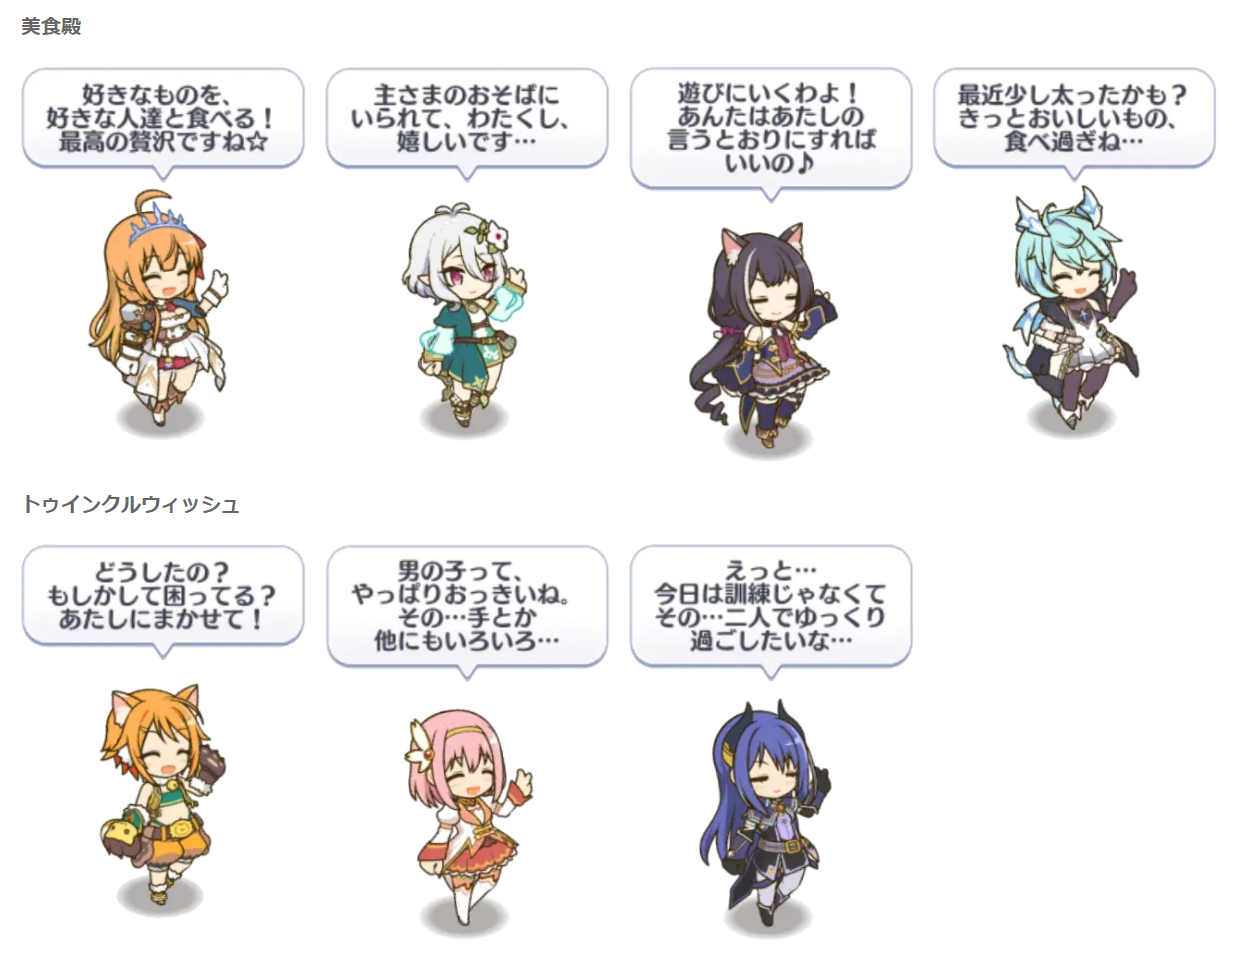 美食殿
好きなものを、
好きな人達と食べる！
最高の贅沢ですね☆
主さまのおそばに
いられて、わたくし、
嬉しいです…
遊びにいくわよ！
あんたはあたしの
言うとおりにすれば
いいの♪
最近少し太ったかも？
きっとおいしいもの、
食べ過ぎね…
トゥインクルウィッシュ
どうしたの？
もしかして困ってる？
あたしにまかせて！
男の子って、
やっぱりおっきいね。
その…手とか
他にもいろいろ…
えっと…
今日は訓練じゃなくて
その…二人でゆっくり
過ごしたいな…